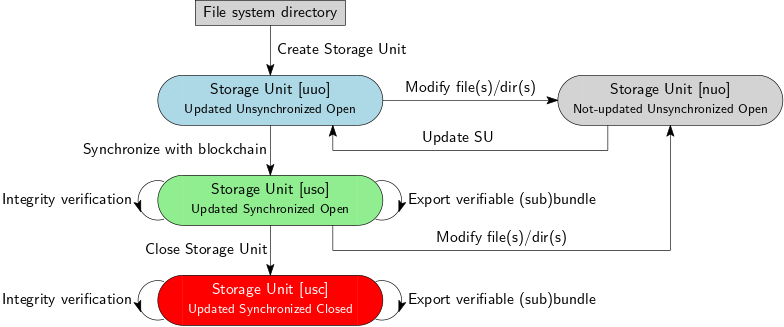 File system directory
Create Storage Unit
Storage Unit [uuo]
Updated Unsynchronized Open
Modify file(s)/dir(s)
Storage Unit [nuo]
Not-updated Unsynchronized Open
Update SU
Synchronize with blockchain
Integrity verification
Storage Unit [uso]
Updated Synchronized Open
Export verifiable (sub)bundle
Modify file(s)/dir(s)
Close Storage Unit
Integrity verification
Storage Unit [usc]
Updated Synchronized Closed
Export verifiable (sub)bundle